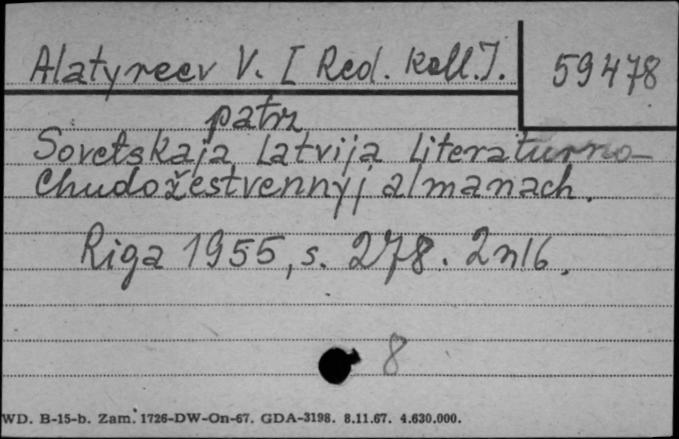 Alatyreev V. [Red. Koll.].
59478
patrz
Sovetskaja Latvija Literaturno-
Chudožestvennyj almanach.
Riga 1955, s. 278. 2nlb.
8
WD. B-15-b. Zam. 1726-DW-On-67. GDA-3198. 8.11.67. 4.630.000.